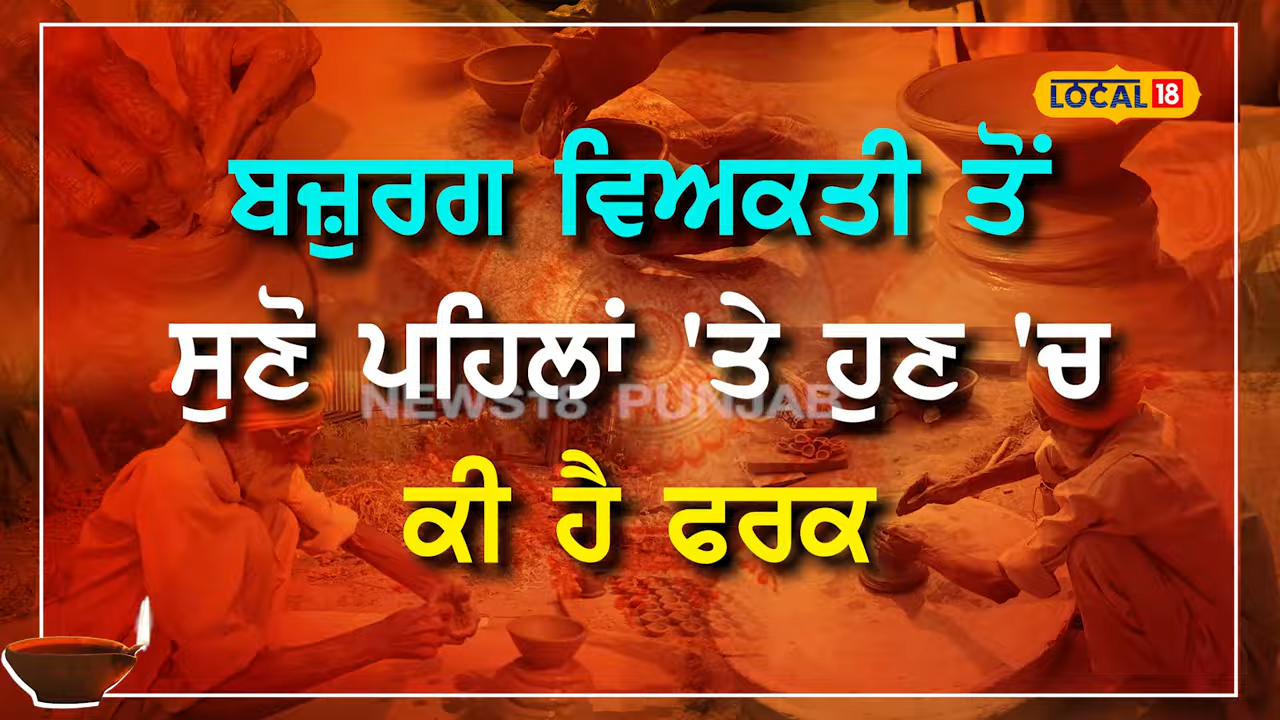 LOCAL 18
ਬਜ਼ੁਰਗ ਵਿਅਕਤੀ ਤੋਂ
ਸੁਣੋ ਪਹਿਲਾਂ 'ਤੇ ਹੁਣ 'ਚ
NEWS18 PUNJAB
ਕੀ ਹੈ ਫਰਕ